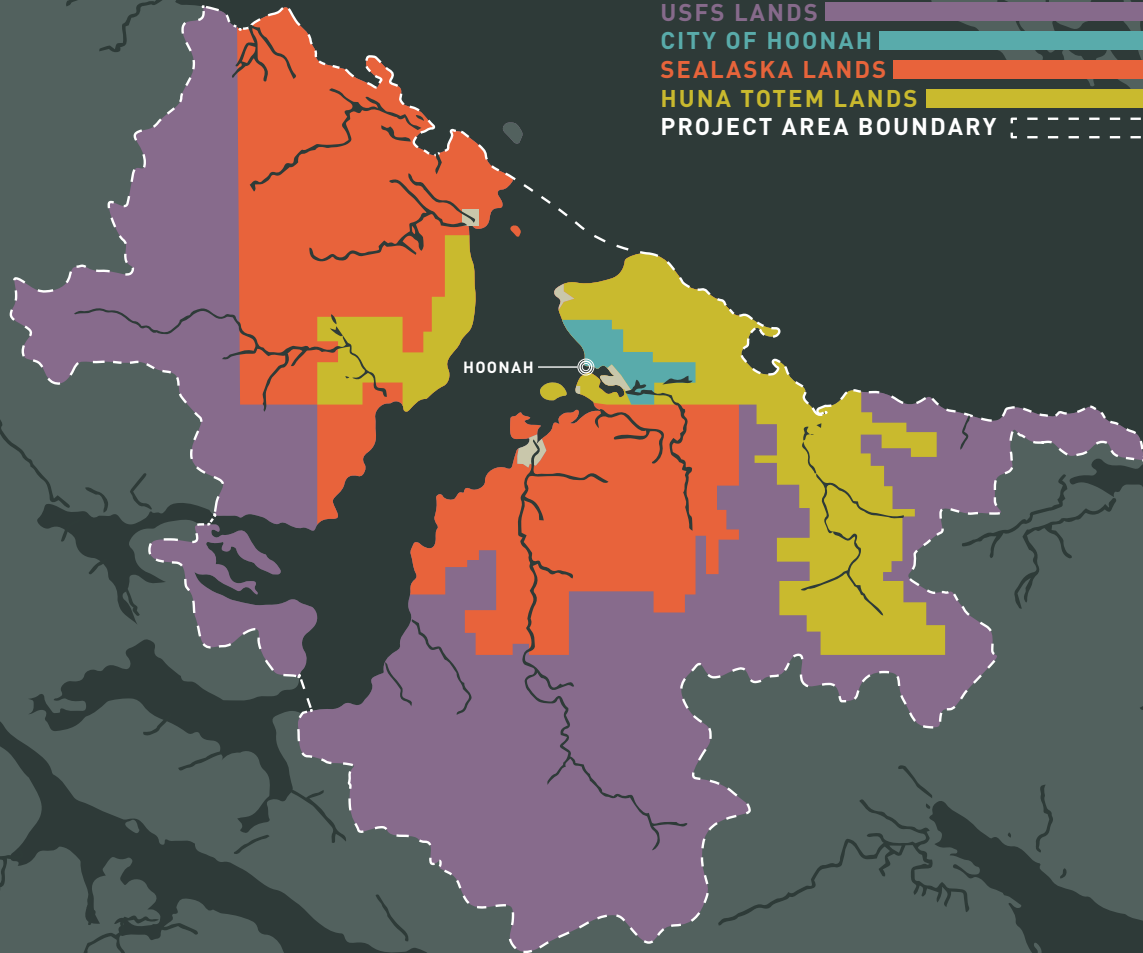 USFS LANDS
CITY OF HOONAH
SEALASKA LANDS
HUNA TOTEM LANDS
PROJECT AREA BOUNDARY
HOONAH